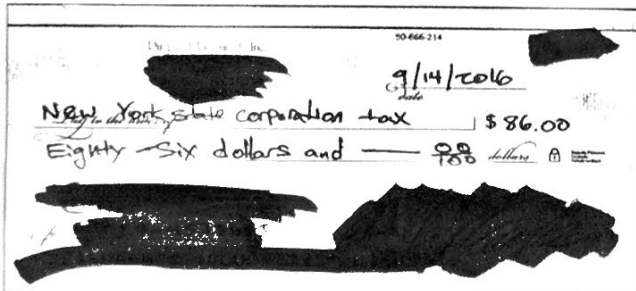 50-666-214
9/14/2016
date
New York state corporation tax $ 86.00
Eighty-Six dollars and — 00/100 dollars